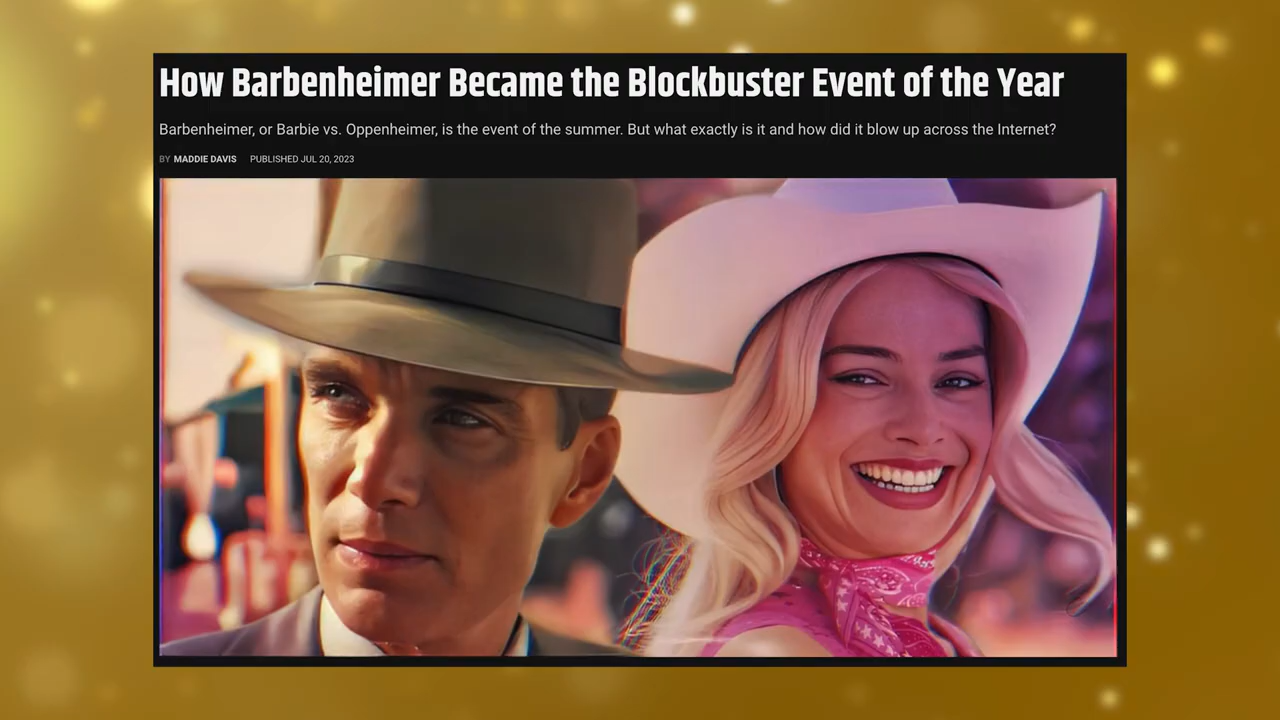 How Barbenheimer Became the Blockbuster Event of the Year
Barbenheimer, or Barbie vs. Oppenheimer, is the event of the summer. But what exactly is it and how did it blow up across the Internet?
BY MADDIE DAVIS PUBLISHED JUL 20, 2023